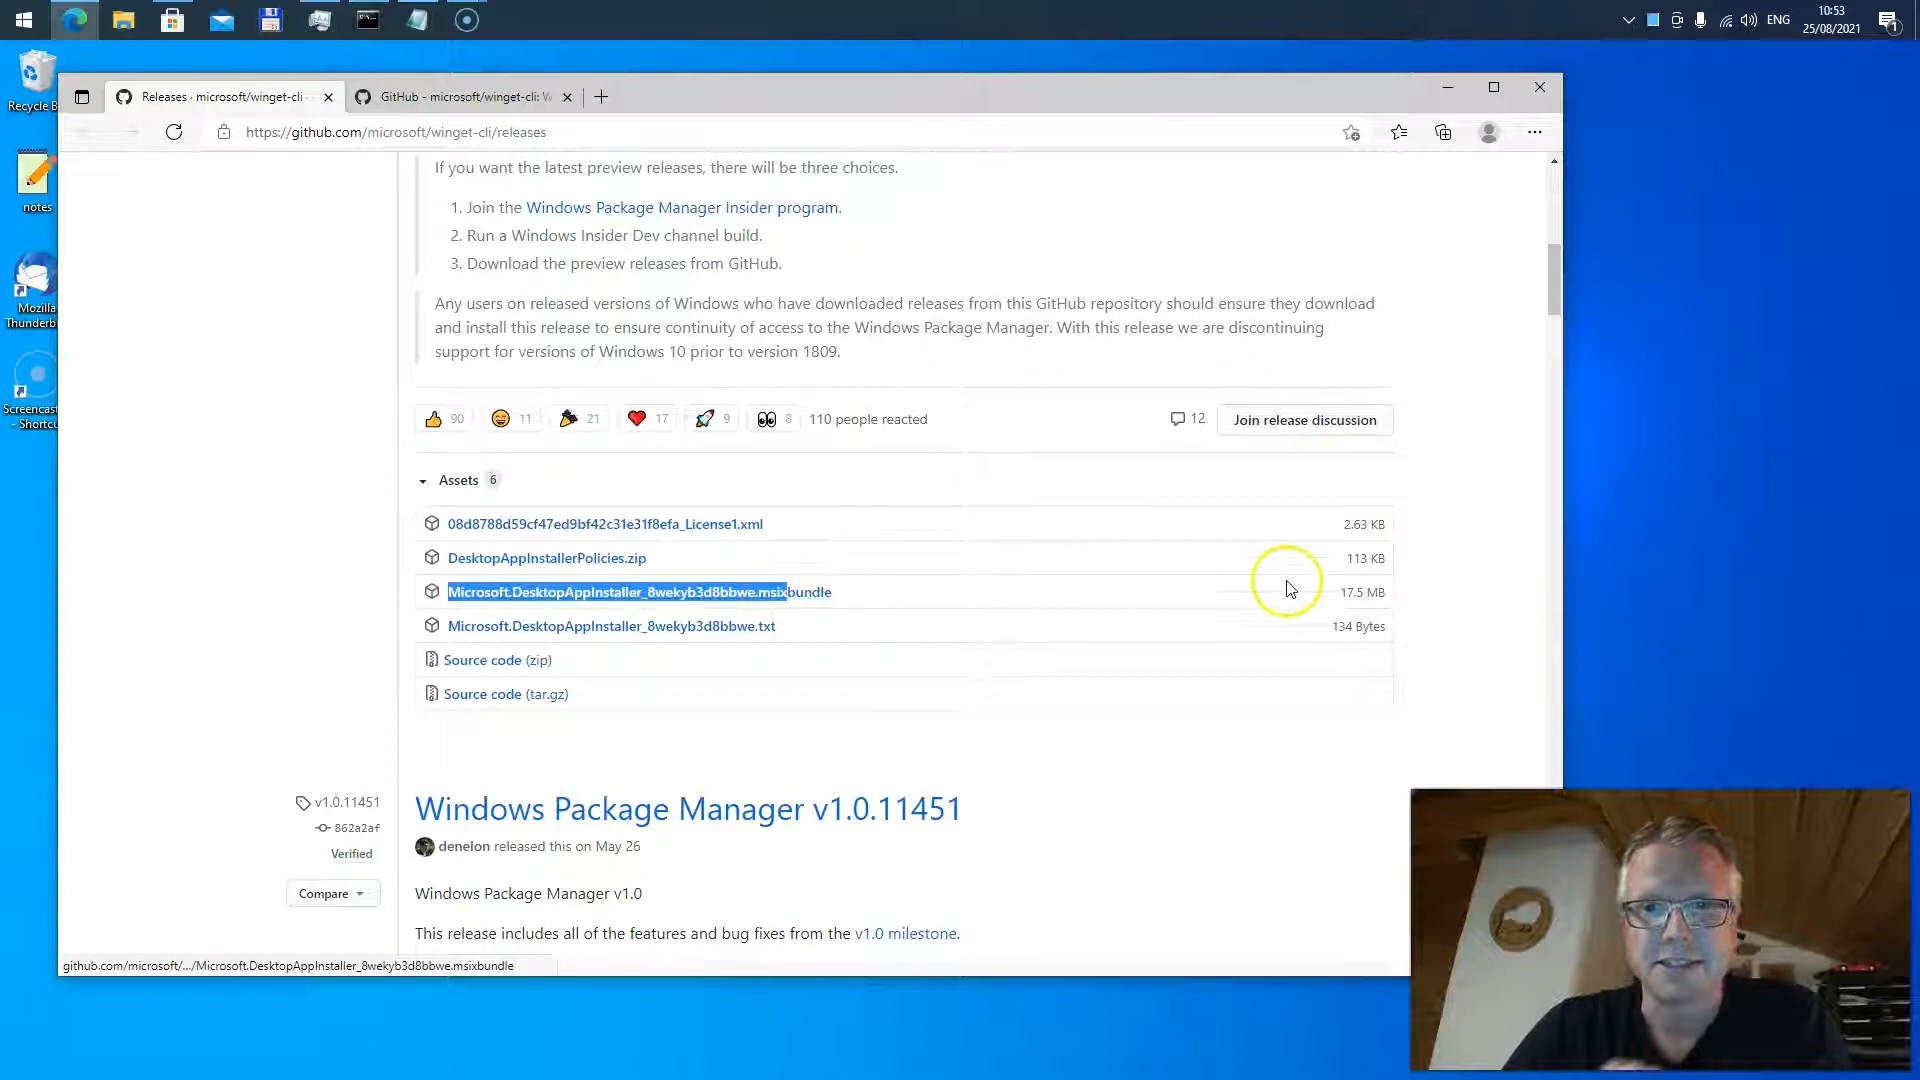 ENG
10:53
25/08/2021
1
Recycle B
notes
Mozilla
Thunderb
Screencast
- Shortcu
Releases · microsoft/winget-cli
GitHub - microsoft/winget-cli: W
https://github.com/microsoft/winget-cli/releases
If you want the latest preview releases, there will be three choices.
1. Join the Windows Package Manager Insider program.
2. Run a Windows Insider Dev channel build.
3. Download the preview releases from GitHub.
Any users on released versions of Windows who have downloaded releases from this GitHub repository should ensure they download
and install this release to ensure continuity of access to the Windows Package Manager. With this release we are discontinuing
support for versions of Windows 10 prior to version 1809.
90 11 21 17 9 8 110 people reacted 12 Join release discussion
Assets 6
08d8788d59cf47ed9bf42c31e31f8efa_License1.xml 2.63 KB
DesktopAppInstallerPolicies.zip 113 KB
Microsoft.DesktopAppInstaller_8wekyb3d8bbwe.msixbundle 17.5 MB
Microsoft.DesktopAppInstaller_8wekyb3d8bbwe.txt 134 Bytes
Source code (zip)
Source code (tar.gz)
v1.0.11451
862a2af
Verified
Compare
Windows Package Manager v1.0.11451
denelon released this on May 26
Windows Package Manager v1.0
This release includes all of the features and bug fixes from the v1.0 milestone.
github.com/microsoft/.../Microsoft.DesktopAppInstaller_8wekyb3d8bbwe.msixbundle